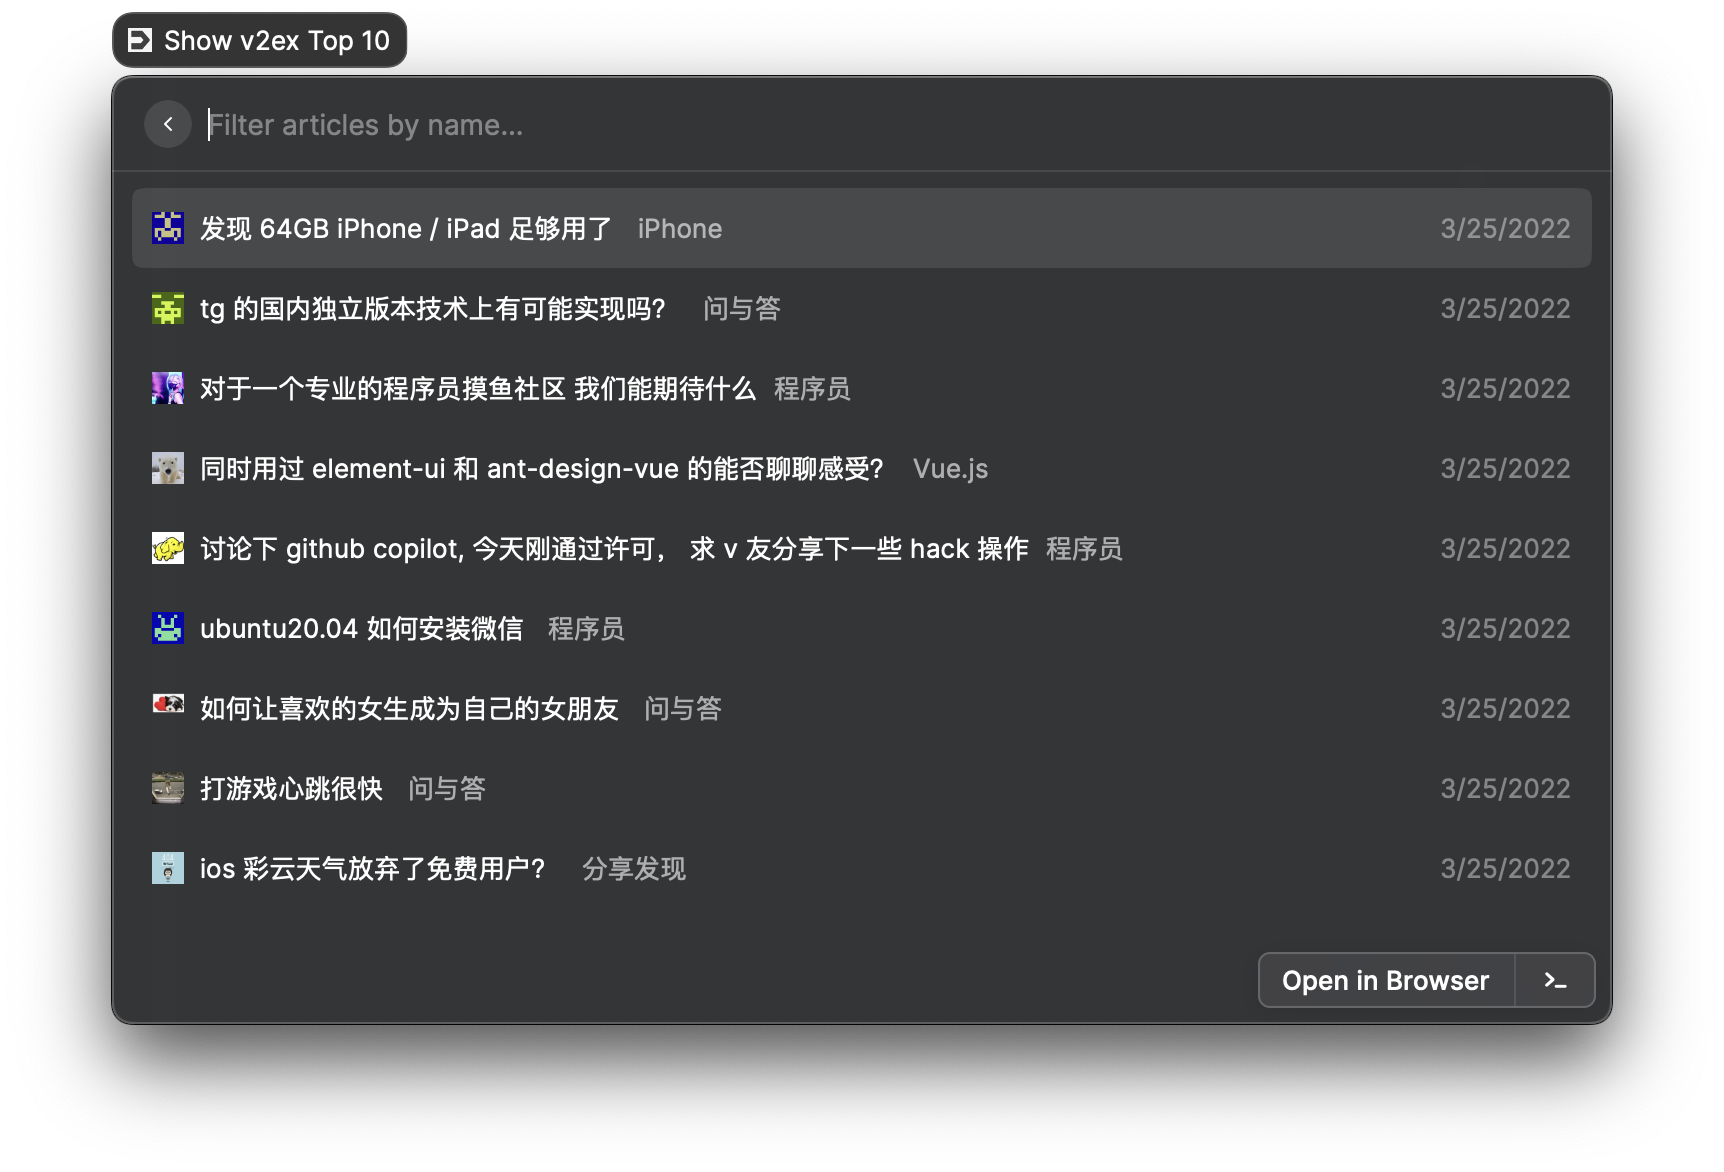 Show v2ex Top 10
Filter articles by name...
发现 64GB iPhone / iPad 足够用了 iPhone 3/25/2022
tg 的国内独立版本技术上有可能实现吗？ 问与答 3/25/2022
对于一个专业的程序员摸鱼社区 我们能期待什么 程序员 3/25/2022
同时用过 element-ui 和 ant-design-vue 的能否聊聊感受？ Vue.js 3/25/2022
讨论下 github copilot, 今天刚通过许可， 求 v 友分享下一些 hack 操作 程序员 3/25/2022
ubuntu20.04 如何安装微信 程序员 3/25/2022
如何让喜欢的女生成为自己的女朋友 问与答 3/25/2022
打游戏心跳很快 问与答 3/25/2022
ios 彩云天气放弃了免费用户？ 分享发现 3/25/2022
Open in Browser